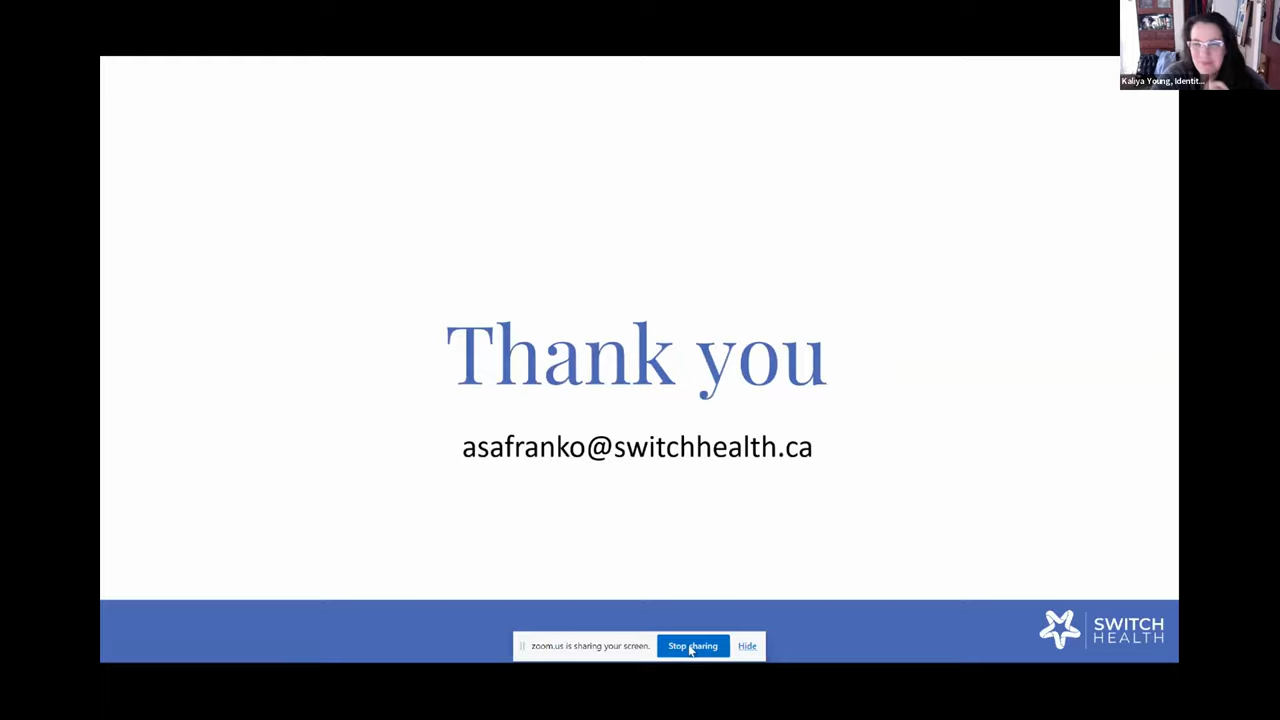 Kaliya Young, Identit...
Thank you
asafranko@switchhealth.ca
SWITCH
HEALTH
zoom.us is sharing your screen. Stop sharing Hide